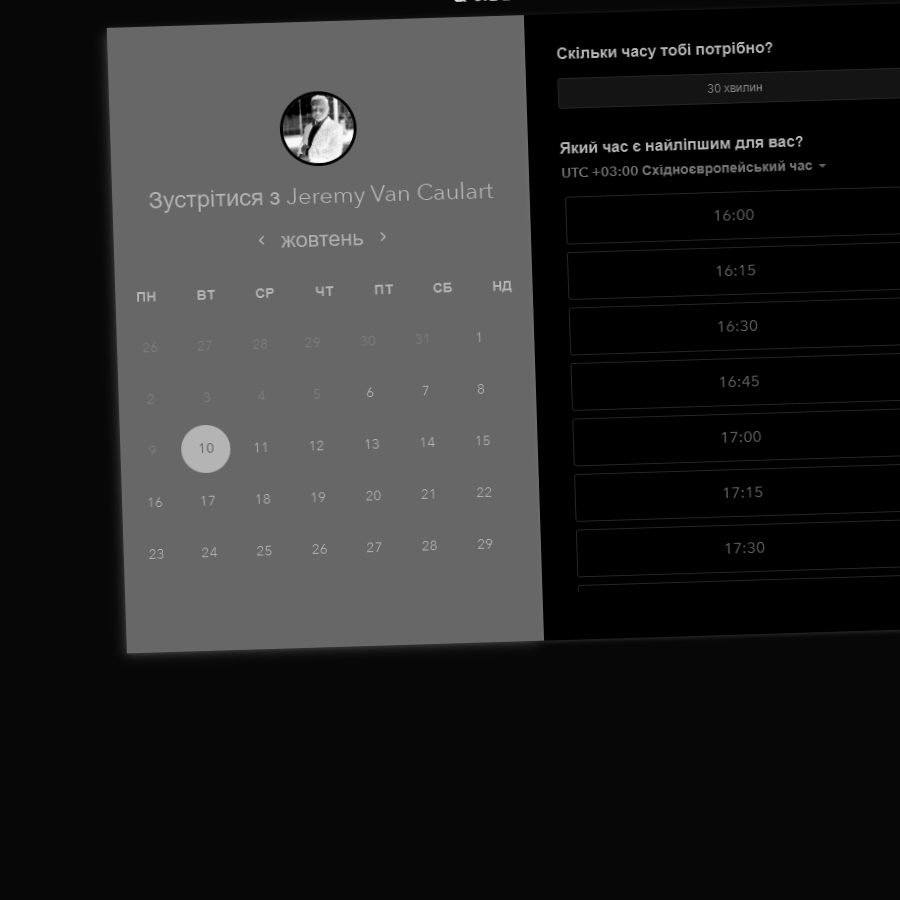 Зустрітися з Jeremy Van Caulart
‹ жовтень ›
ПН ВТ СР ЧТ ПТ СБ НД
26 27 28 29 30 31 1
2 3 4 5 6 7 8
9 10 11 12 13 14 15
16 17 18 19 20 21 22
23 24 25 26 27 28 29
Скільки часу тобі потрібно?
30 хвилин
Який час є найліпшим для вас?
UTC +03:00 Східноєвропейський час
16:00
16:15
16:30
16:45
17:00
17:15
17:30